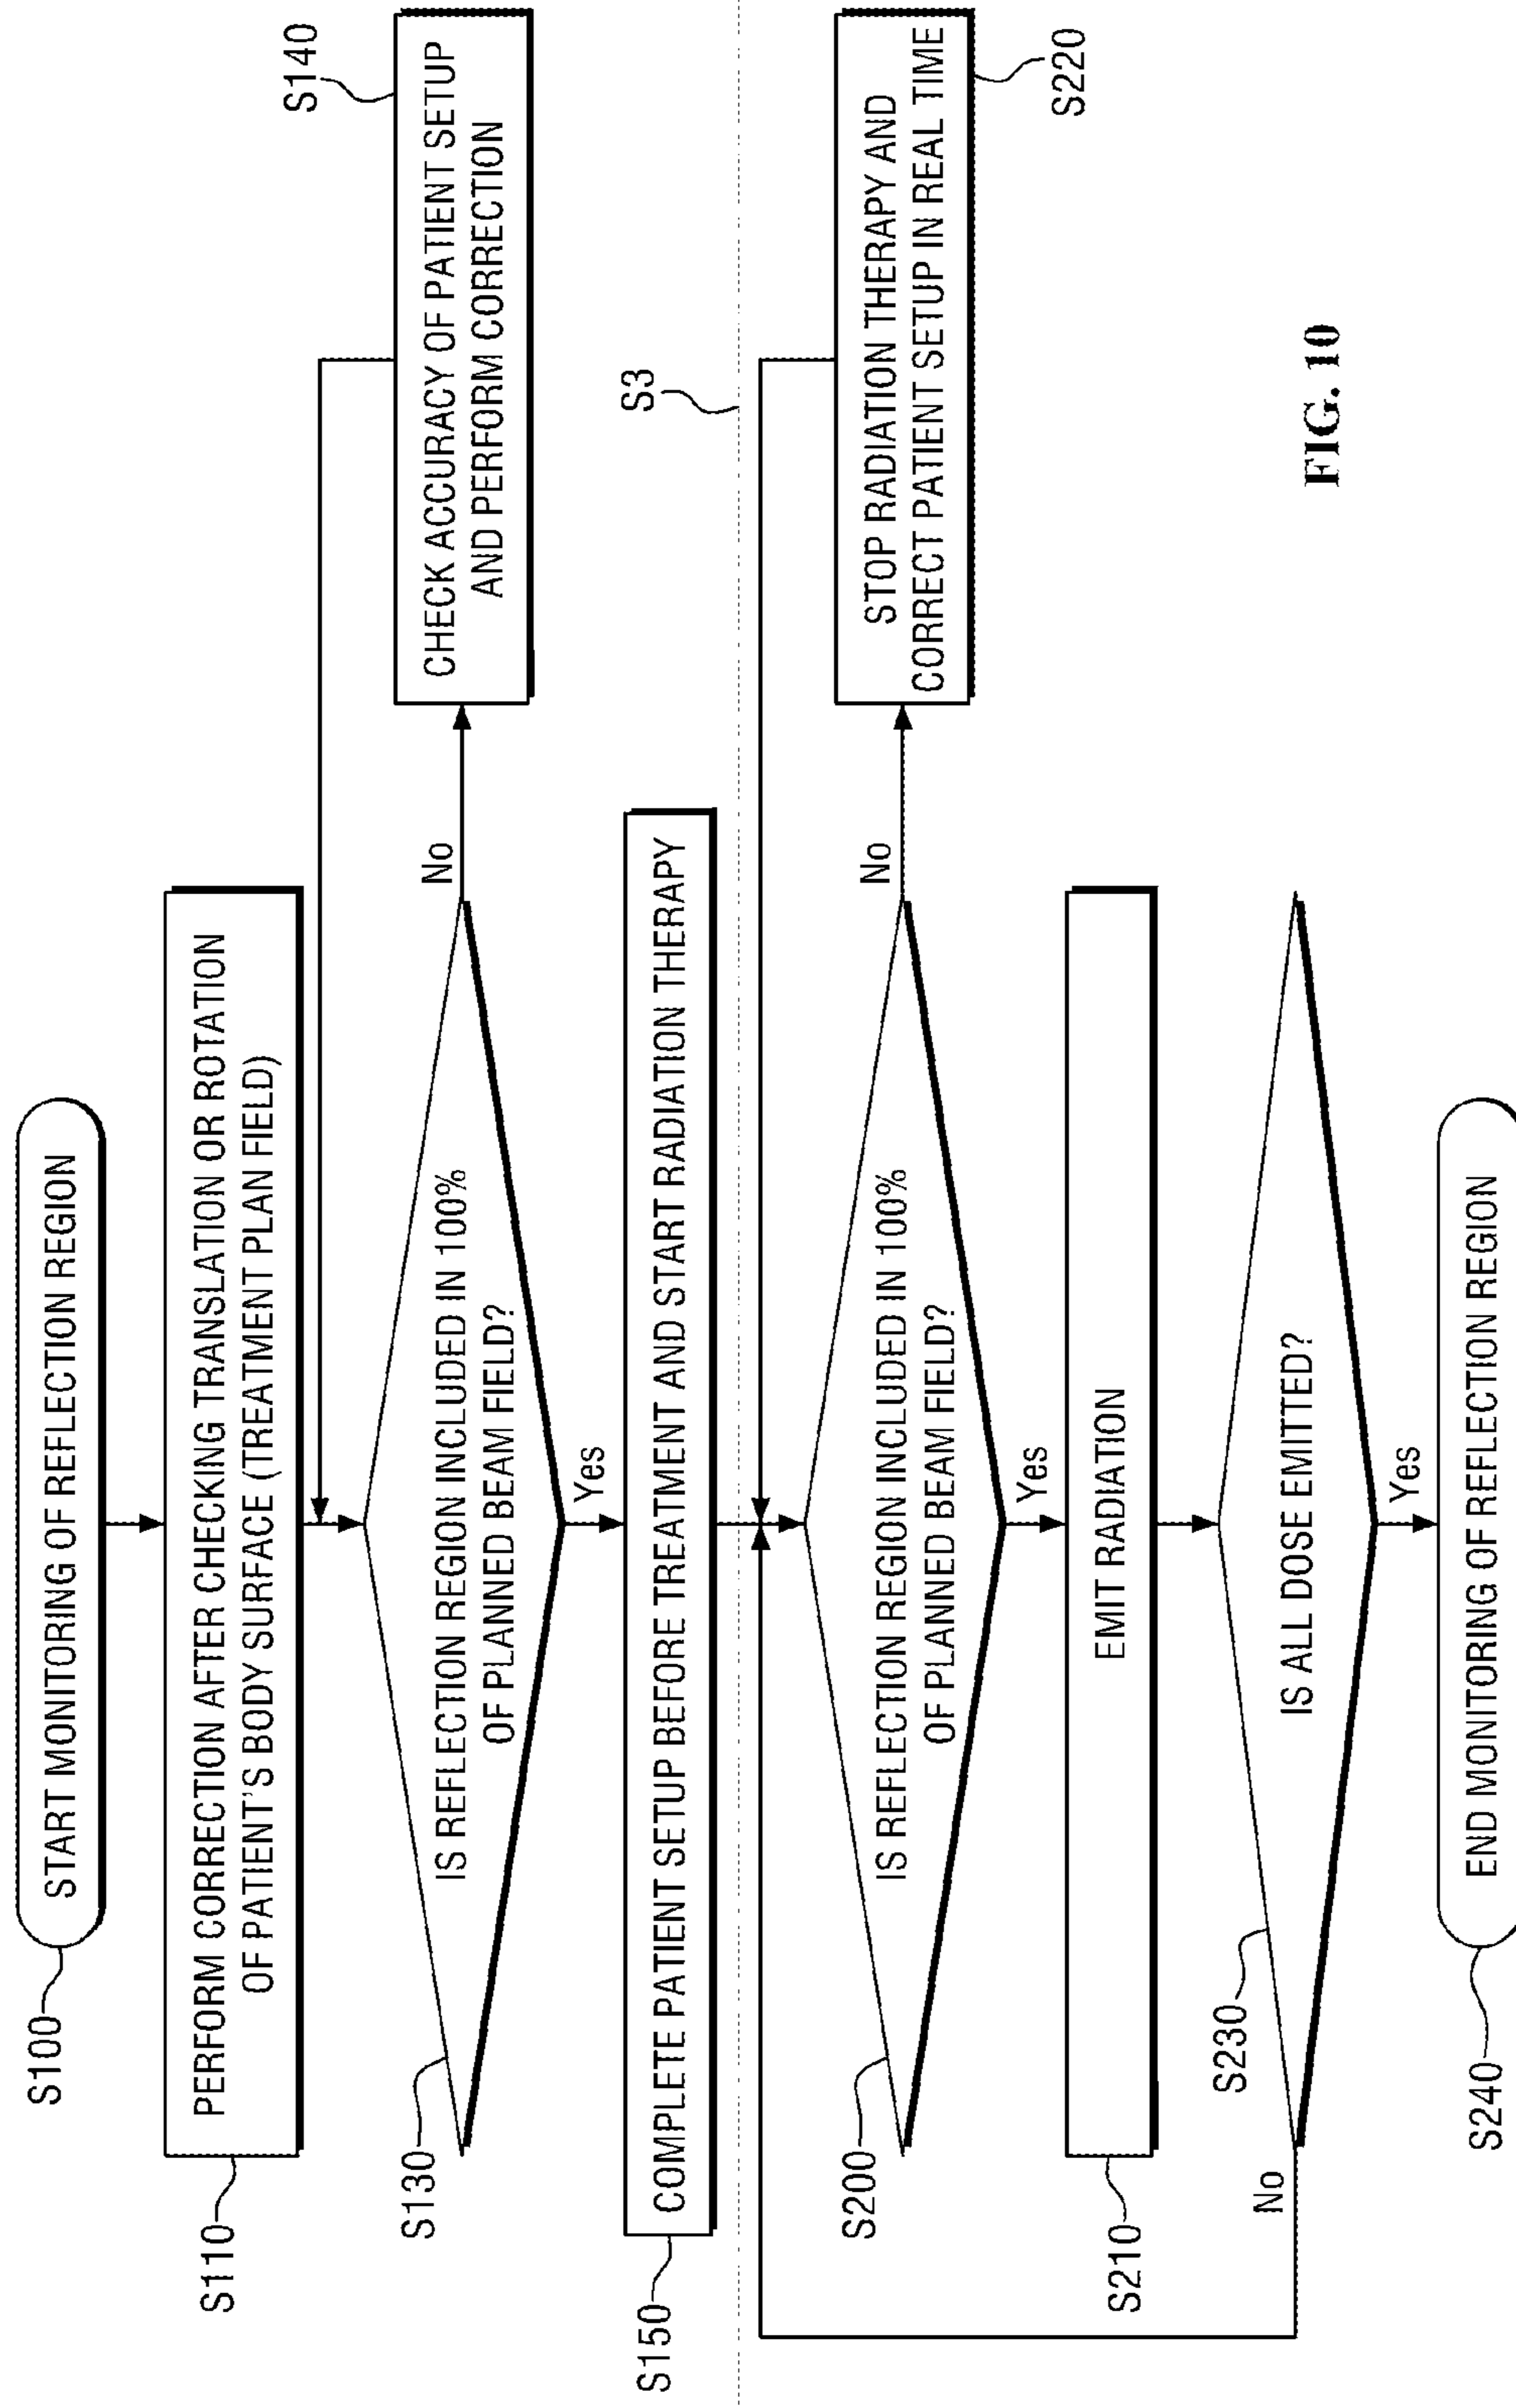 S100
START MONITORING OF REFLECTION REGION
S110
PERFORM CORRECTION AFTER CHECKING TRANSLATION OR ROTATION
OF PATIENT'S BODY SURFACE (TREATMENT PLAN FIELD)
S130
IS REFLECTION REGION INCLUDED IN 100%
OF PLANNED BEAM FIELD?
No
S140
CHECK ACCURACY OF PATIENT SETUP
AND PERFORM CORRECTION
Yes
S150
COMPLETE PATIENT SETUP BEFORE TREATMENT AND START RADIATION THERAPY
S3
S200
IS REFLECTION REGION INCLUDED IN 100%
OF PLANNED BEAM FIELD?
No
STOP RADIATION THERAPY AND
CORRECT PATIENT SETUP IN REAL TIME
S220
Yes
S210
EMIT RADIATION
S230
IS ALL DOSE EMITTED?
No
Yes
S240
END MONITORING OF REFLECTION REGION
FIG. 10